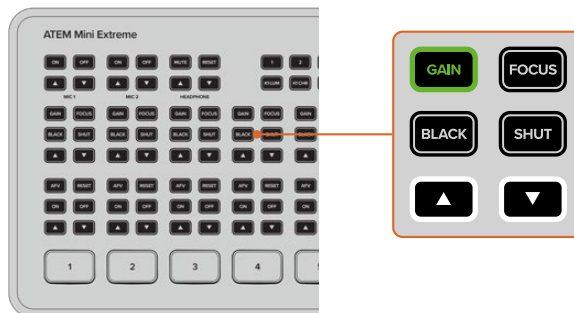 ATEM Mini Extreme
ON OFF ON OFF MUTE RESET 1 2
KYLUM KYCHR
MIC 1 MIC 2 HEADPHONE
GAIN FOCUS GAIN FOCUS GAIN FOCUS GAIN FOCUS GAIN
BLACK SHUT BLACK SHUT BLACK SHUT BLACK SHUT BLACK
AFV RESET AFV RESET AFV RESET AFV RESET AFV
ON OFF ON OFF ON OFF ON OFF ON
1 2 3 4
GAIN FOCUS
BLACK SHUT